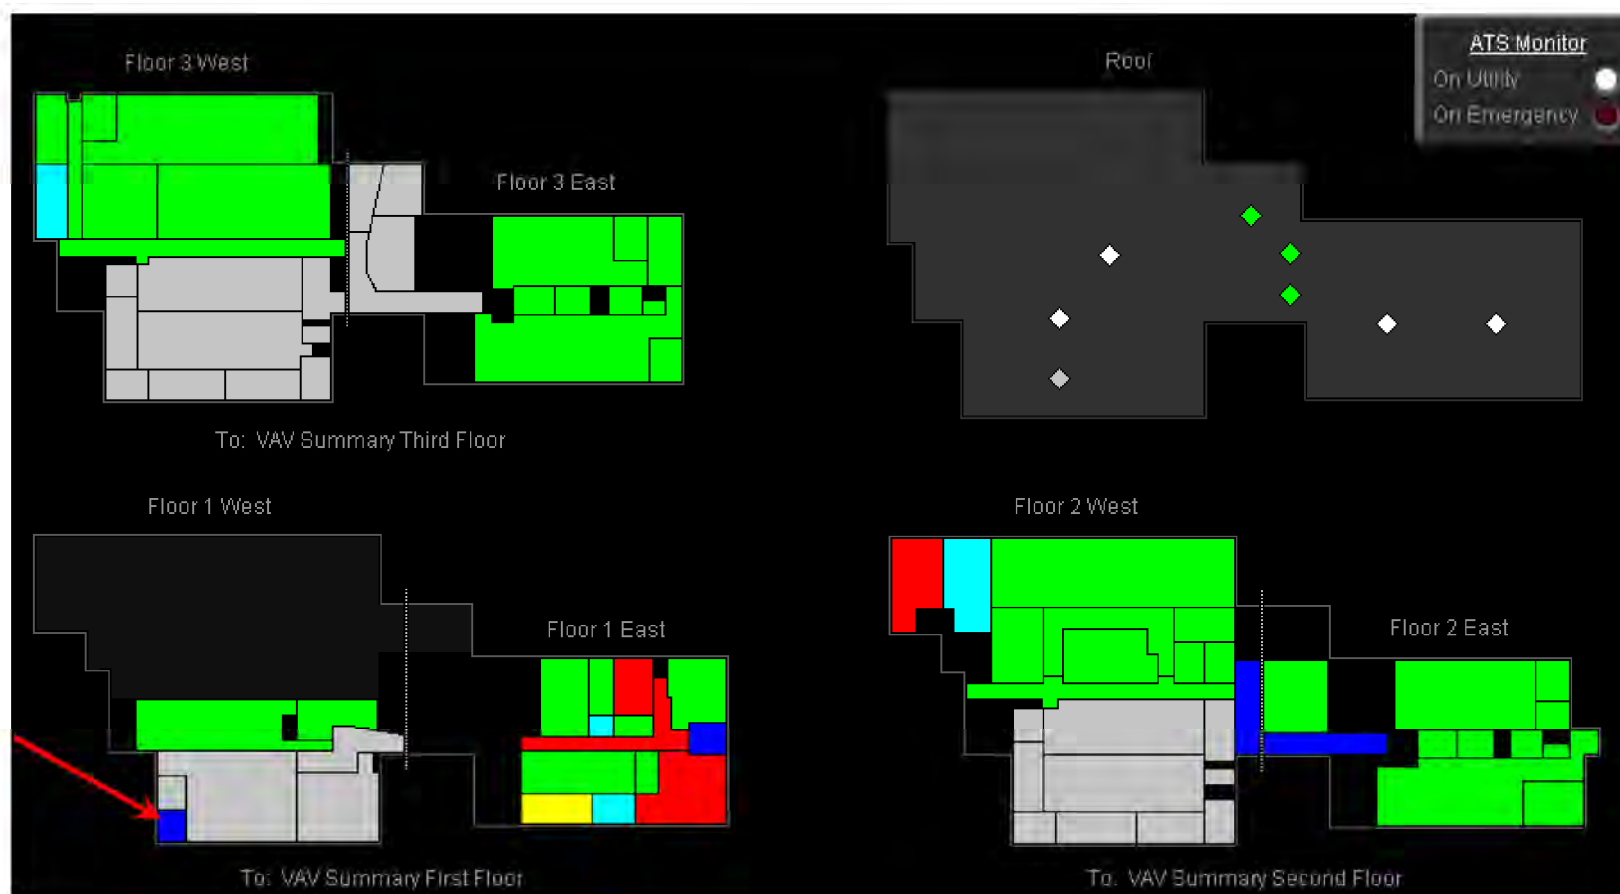 Floor 3 West
Roof
ATS Monitor
On Utility
On Emergency
Floor 3 East
To: VAV Summary Third Floor
Floor 1 West
Floor 2 West
Floor 1 East
Floor 2 East
To: VAV Summary First Floor
To: VAV Summary Second Floor